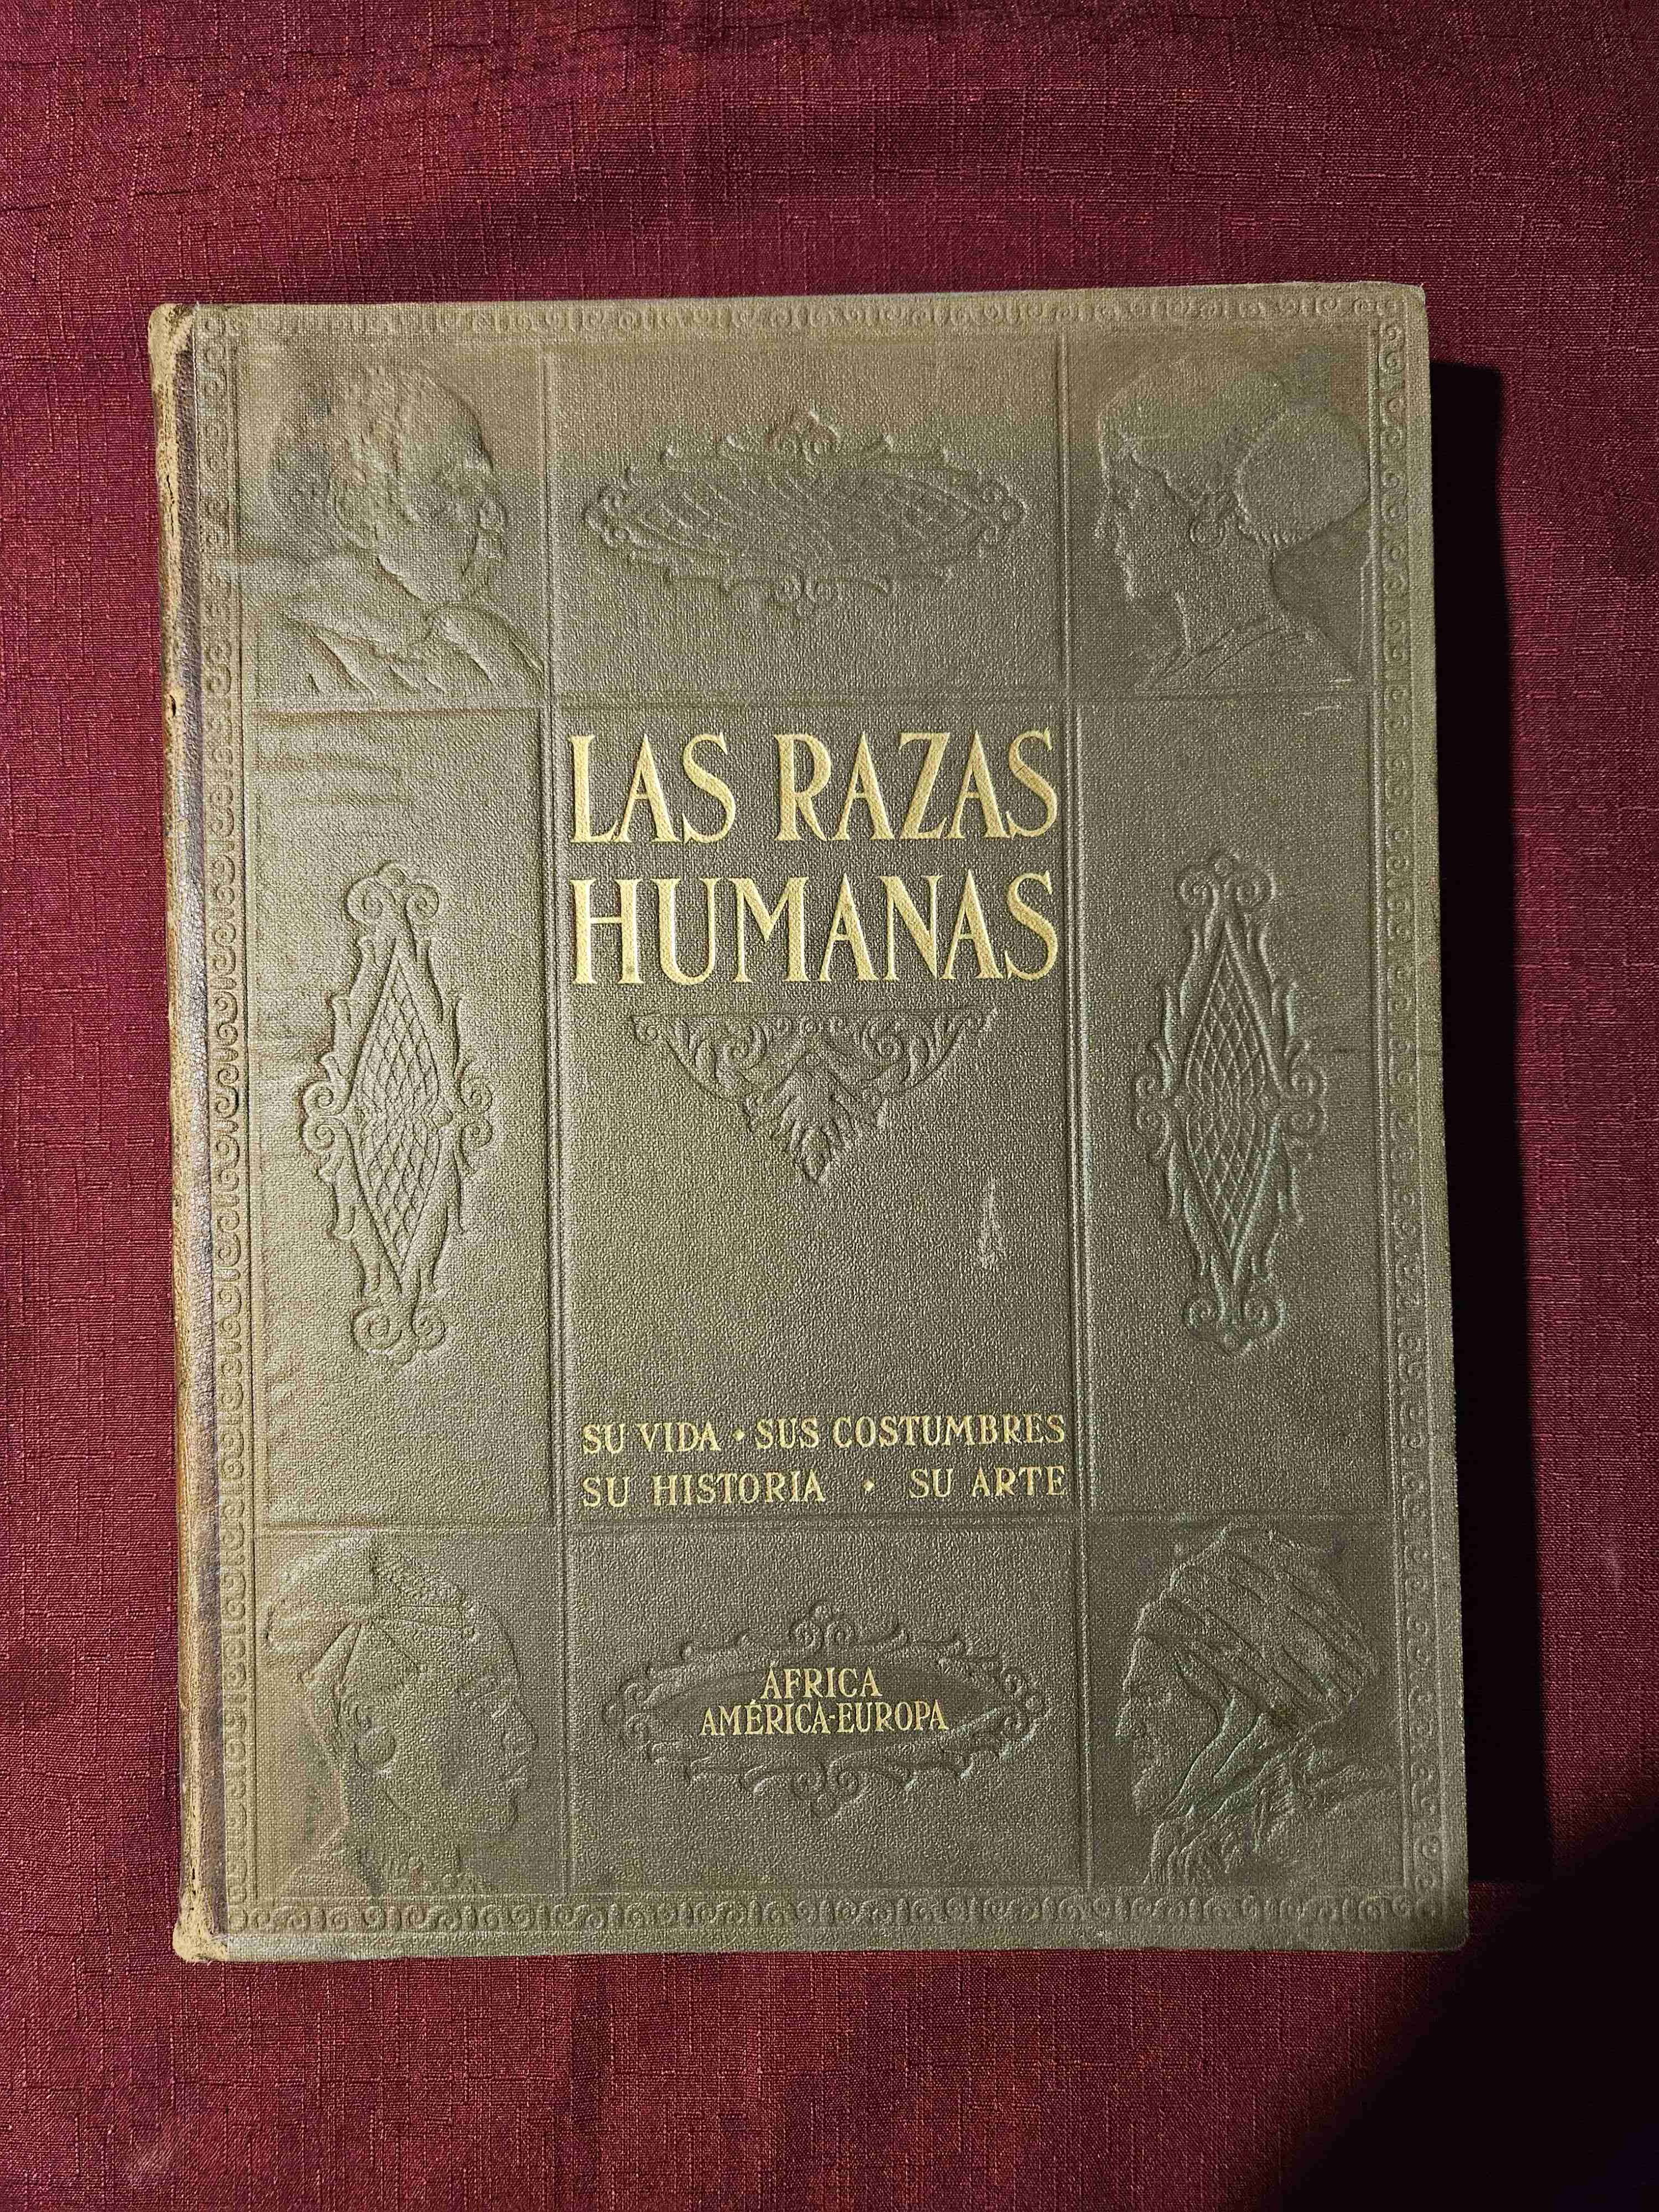 LAS RAZAS
HUMANAS
SU VIDA · SUS COSTUMBRES
SU HISTORIA · SU ARTE
ÁFRICA
AMÉRICA-EUROPA